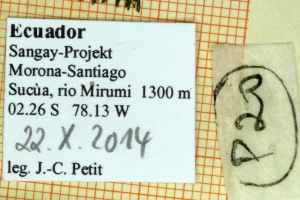 Ecuador
Sangay-Projekt
Morona-Santiago
Sucùa, rio Mirumi 1300 m
02.26 S 78.13 W
22.X.2014
leg. J.-C. Petit